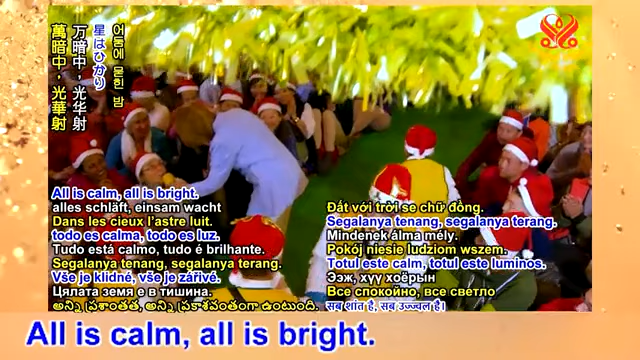 萬暗中，光華射
万暗中，光华射
星はひかり
어둠에 묻힌 밤
All is calm, all is bright.
alles schläft, einsam wacht
Dans les cieux l'astre luit.
todo es calma, todo es luz.
Tudo está calmo, tudo é brilhante.
Segalanya tenang, segalanya terang.
Vše je klidné, vše je zářivé.
Цялата земя е в тишина.
అన్ని ప్రశాంతత, అన్ని ప్రకాశవంతంగా ఉంటుంది.
Đất với trời se chữ đồng.
Segalanya tenang, segalanya terang.
Mindenek álma mély.
Pokój niesie ludziom wszem.
Totul este calm, totul este luminos.
Ээж, хүү хоёрын
Все спокойно, все светло
सब शांत है, सब उज्ज्वल है।
All is calm, all is bright.